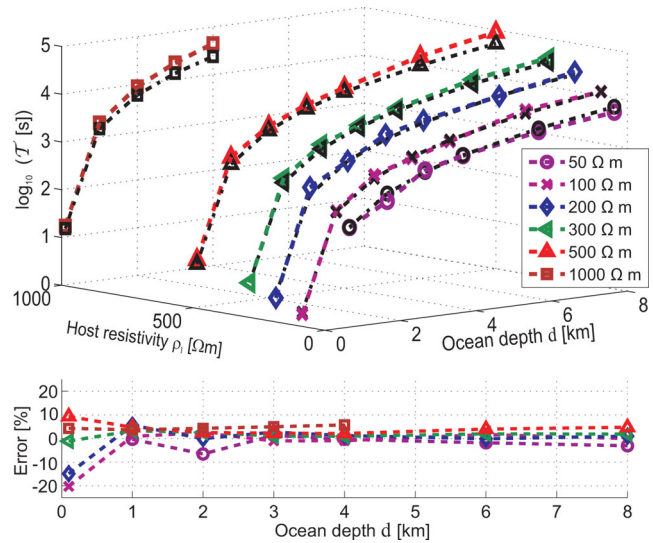 5
4
3
2
1
0
log₁₀ (𝒯 [s])
1000
500
0
Host resistivity ρᵢ [Ωm]
0
2
4
6
8
Ocean depth d [km]
50 Ω m
100 Ω m
200 Ω m
300 Ω m
500 Ω m
1000 Ω m
20
10
0
-10
-20
Error [%]
0
1
2
3
4
5
6
7
8
Ocean depth d [km]